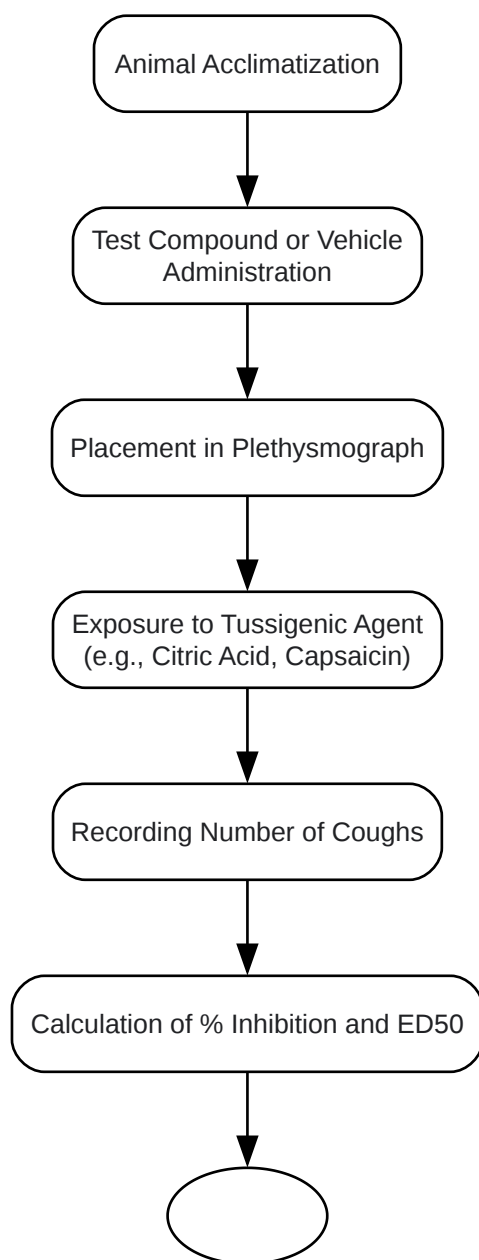 Animal Acclimatization
Test Compound or Vehicle
Administration
Placement in Plethysmograph
Exposure to Tussigenic Agent
(e.g., Citric Acid, Capsaicin)
Recording Number of Coughs
Calculation of % Inhibition and ED50